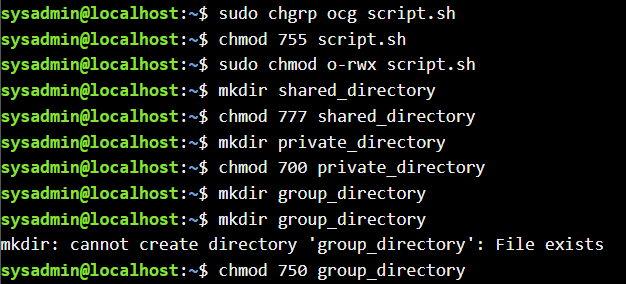 sysadmin@localhost:~$ sudo chgrp ocg script.sh
sysadmin@localhost:~$ chmod 755 script.sh
sysadmin@localhost:~$ sudo chmod o-rwx script.sh
sysadmin@localhost:~$ mkdir shared_directory
sysadmin@localhost:~$ chmod 777 shared_directory
sysadmin@localhost:~$ mkdir private_directory
sysadmin@localhost:~$ chmod 700 private_directory
sysadmin@localhost:~$ mkdir group_directory
sysadmin@localhost:~$ mkdir group_directory
mkdir: cannot create directory 'group_directory': File exists
sysadmin@localhost:~$ chmod 750 group_directory